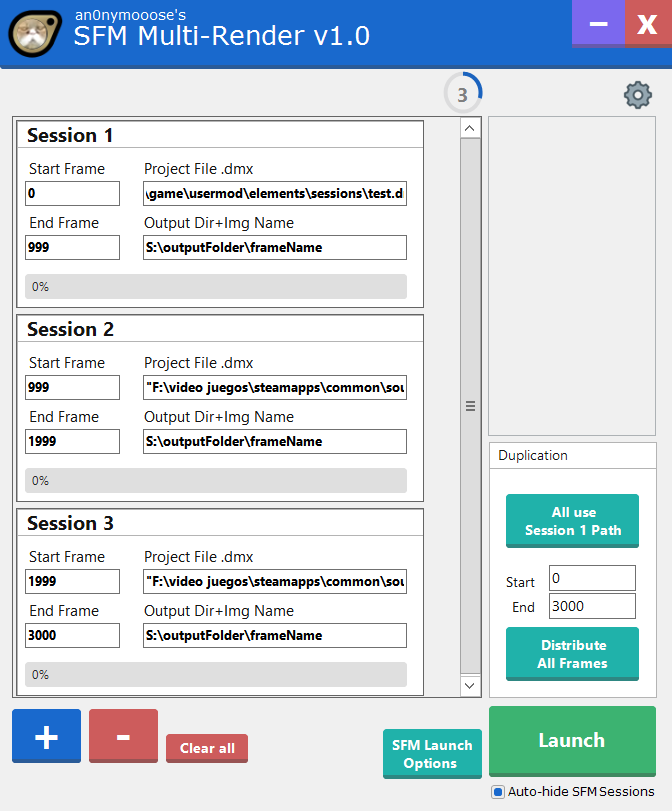 an0nymooose's
SFM Multi-Render v1.0
X
3
Session 1
Start Frame Project File .dmx
0 \game\usermod\elements\sessions\test.d
End Frame Output Dir+Img Name
999 S:\outputFolder\frameName
0%
Session 2
Start Frame Project File .dmx
999 "F:\video juegos\steamapps\common\sou
End Frame Output Dir+Img Name
1999 S:\outputFolder\frameName
0%
Session 3
Start Frame Project File .dmx
1999 "F:\video juegos\steamapps\common\sou
End Frame Output Dir+Img Name
3000 S:\outputFolder\frameName
0%
Duplication
All use
Session 1 Path
Start 0
End 3000
Distribute
All Frames
+ - Clear all
SFM Launch
Options
Launch
Auto-hide SFM Sessions